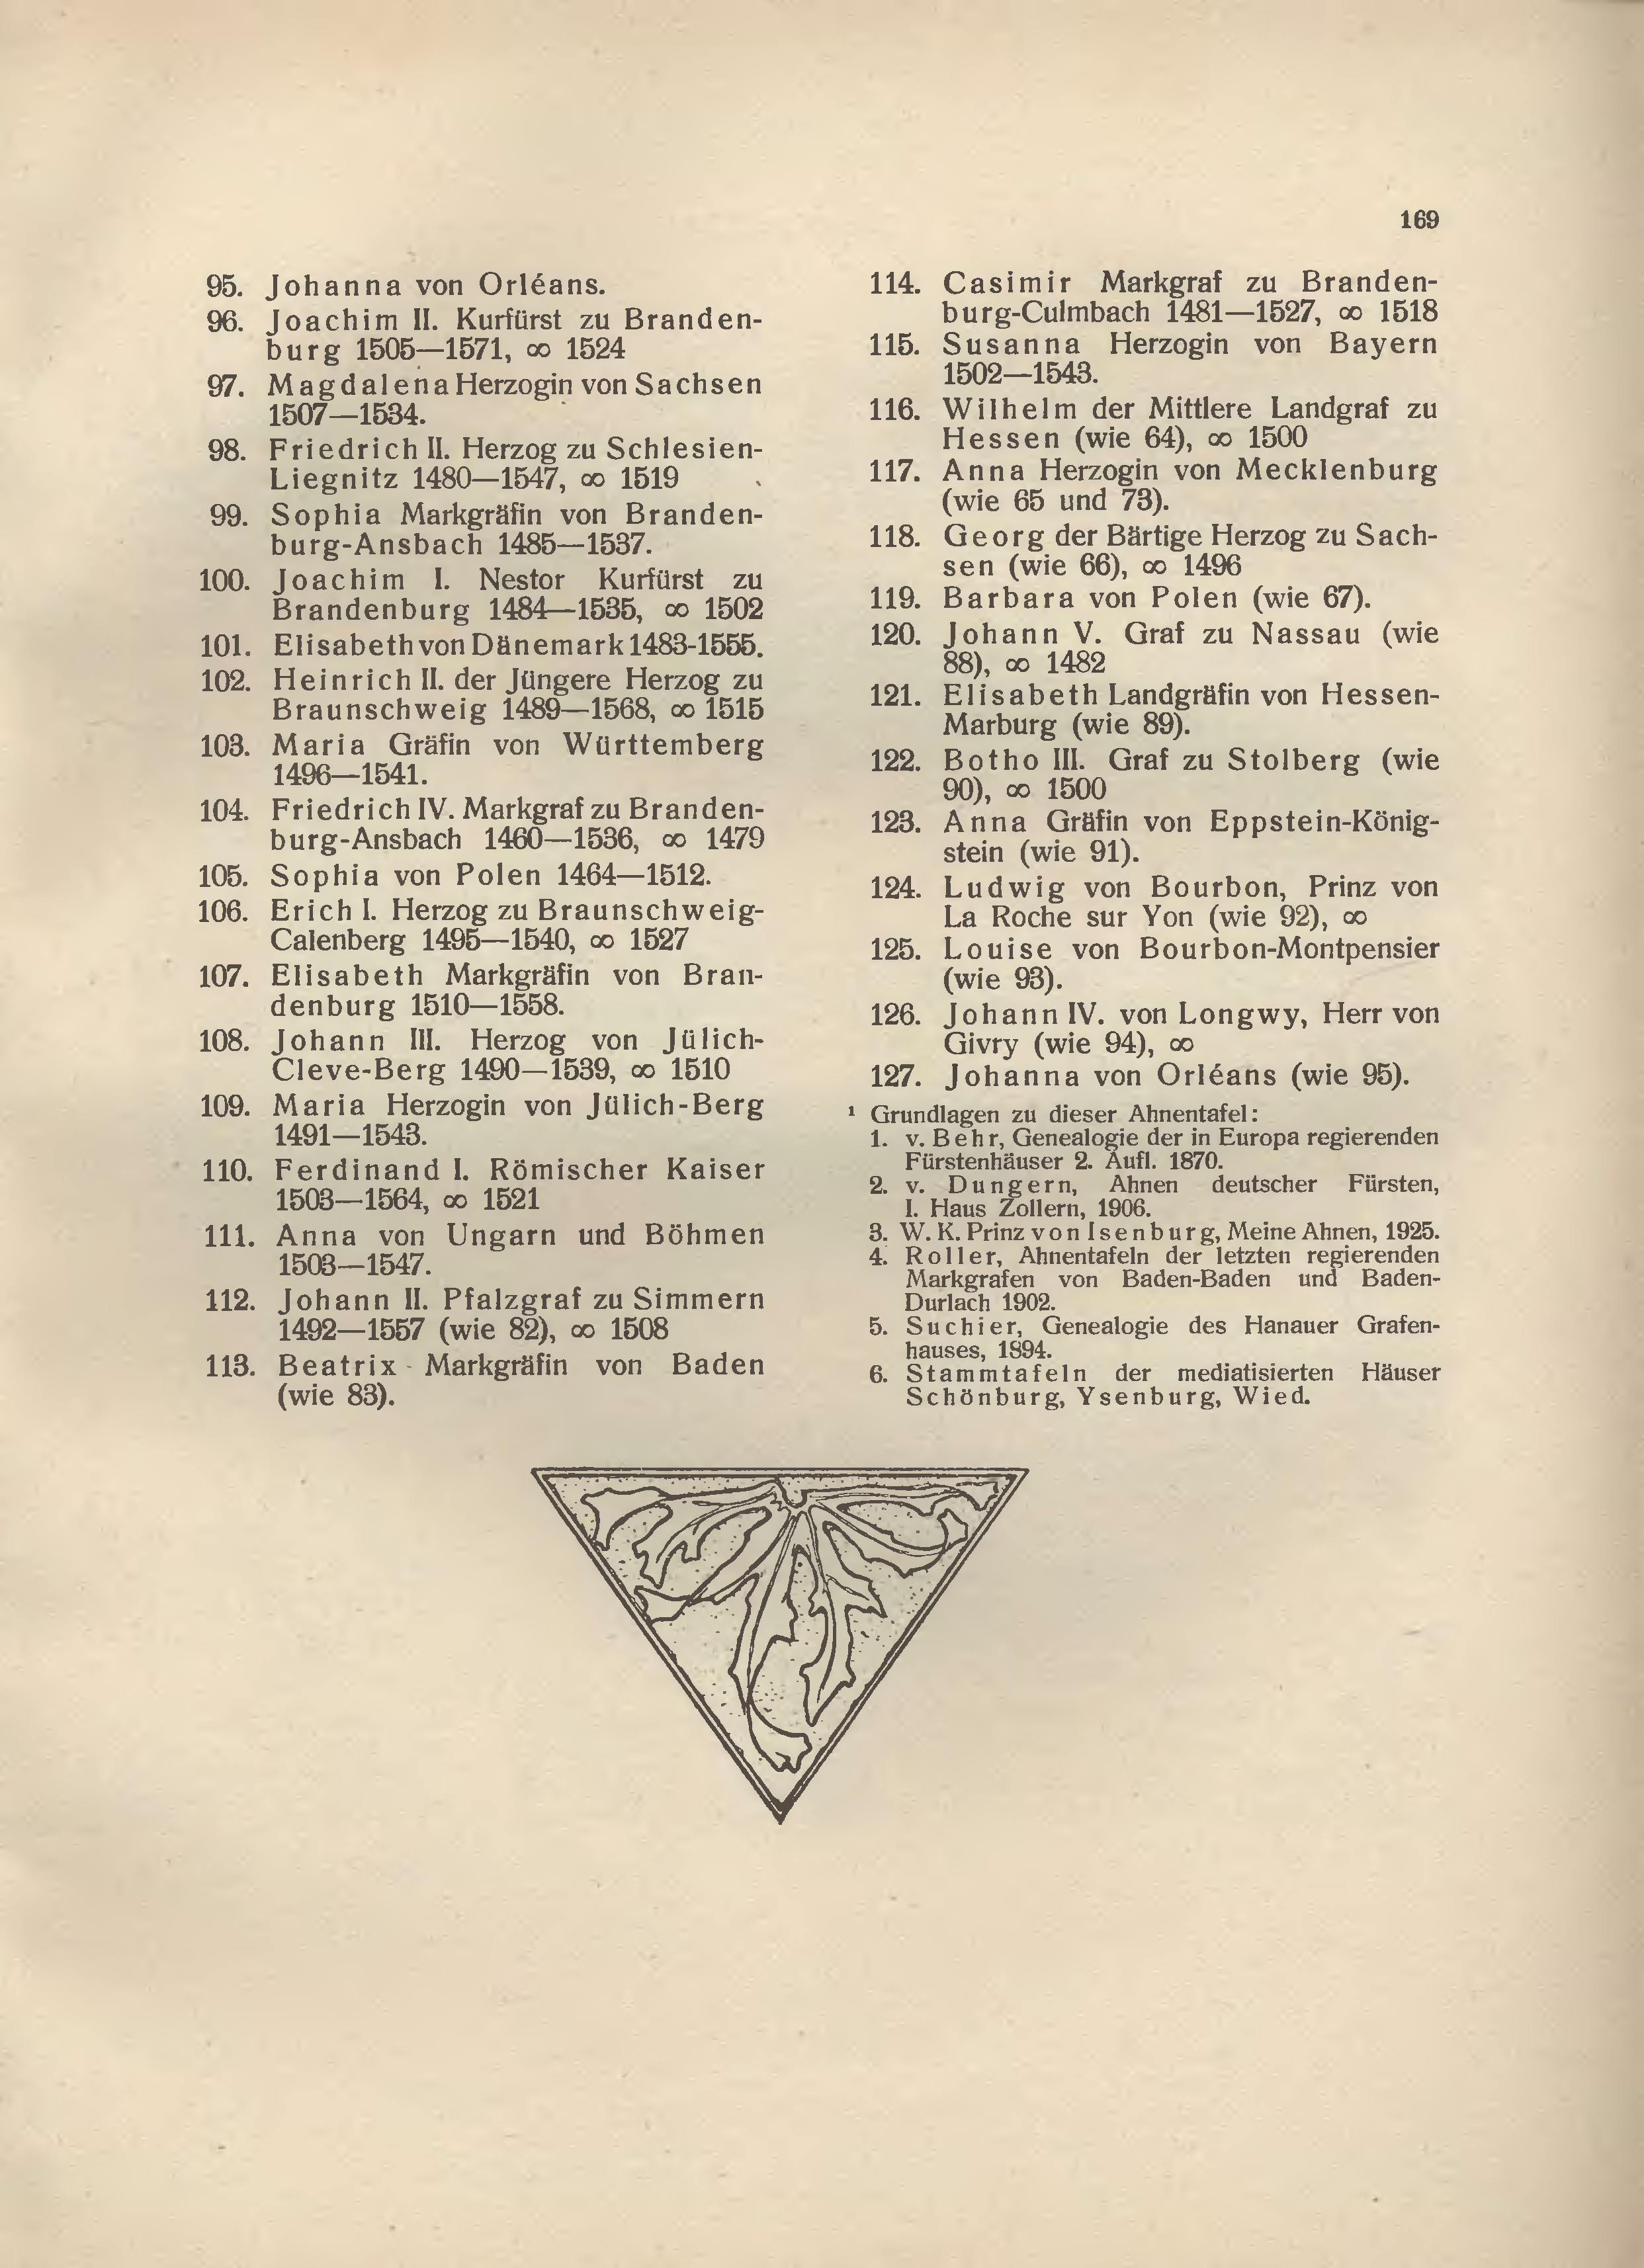 169
95. Johanna von Orléans.
96. Joachim II. Kurfürst zu Branden-
burg 1505—1571, ∞ 1524
97. Magdalena Herzogin von Sachsen
1507—1534.
98. Friedrich II. Herzog zu Schlesien-
Liegnitz 1480—1547, ∞ 1519
99. Sophia Markgräfin von Branden-
burg-Ansbach 1485—1537.
100. Joachim I. Nestor Kurfürst zu
Brandenburg 1484—1535, ∞ 1502
101. Elisabeth von Dänemark 1483-1555.
102. Heinrich II. der Jüngere Herzog zu
Braunschweig 1489—1568, ∞ 1515
103. Maria Gräfin von Württemberg
1496—1541.
104. Friedrich IV. Markgraf zu Branden-
burg-Ansbach 1460—1536, ∞ 1479
105. Sophia von Polen 1464—1512.
106. Erich I. Herzog zu Braunschweig-
Calenberg 1495—1540, ∞ 1527
107. Elisabeth Markgräfin von Bran-
denburg 1510—1558.
108. Johann III. Herzog von Jülich-
Cleve-Berg 1490—1539, ∞ 1510
109. Maria Herzogin von Jülich-Berg
1491—1543.
110. Ferdinand I. Römischer Kaiser
1503—1564, ∞ 1521
111. Anna von Ungarn und Böhmen
1503—1547.
112. Johann II. Pfalzgraf zu Simmern
1492—1557 (wie 82), ∞ 1508
113. Beatrix Markgräfin von Baden
(wie 83).
114. Casimir Markgraf zu Branden-
burg-Culmbach 1481—1527, ∞ 1518
115. Susanna Herzogin von Bayern
1502—1543.
116. Wilhelm der Mittlere Landgraf zu
Hessen (wie 64), ∞ 1500
117. Anna Herzogin von Mecklenburg
(wie 65 und 73).
118. Georg der Bärtige Herzog zu Sach-
sen (wie 66), ∞ 1496
119. Barbara von Polen (wie 67).
120. Johann V. Graf zu Nassau (wie
88), ∞ 1482
121. Elisabeth Landgräfin von Hessen-
Marburg (wie 89).
122. Botho III. Graf zu Stolberg (wie
90), ∞ 1500
123. Anna Gräfin von Eppstein-König-
stein (wie 91).
124. Ludwig von Bourbon, Prinz von
La Roche sur Yon (wie 92), ∞
125. Louise von Bourbon-Montpensier
(wie 93).
126. Johann IV. von Longwy, Herr von
Givry (wie 94), ∞
127. Johanna von Orléans (wie 95).
¹ Grundlagen zu dieser Ahnentafel:
1. v. Behr, Genealogie der in Europa regierenden
Fürstenhäuser 2. Aufl. 1870.
2. v. Dungern, Ahnen deutscher Fürsten,
I. Haus Zollern, 1906.
3. W. K. Prinz von Isenburg, Meine Ahnen, 1925.
4. Roller, Ahnentafeln der letzten regierenden
Markgrafen von Baden-Baden und Baden-
Durlach 1902.
5. Suchier, Genealogie des Hanauer Grafen-
hauses, 1894.
6. Stammtafeln der mediatisierten Häuser
Schönburg, Ysenburg, Wied.